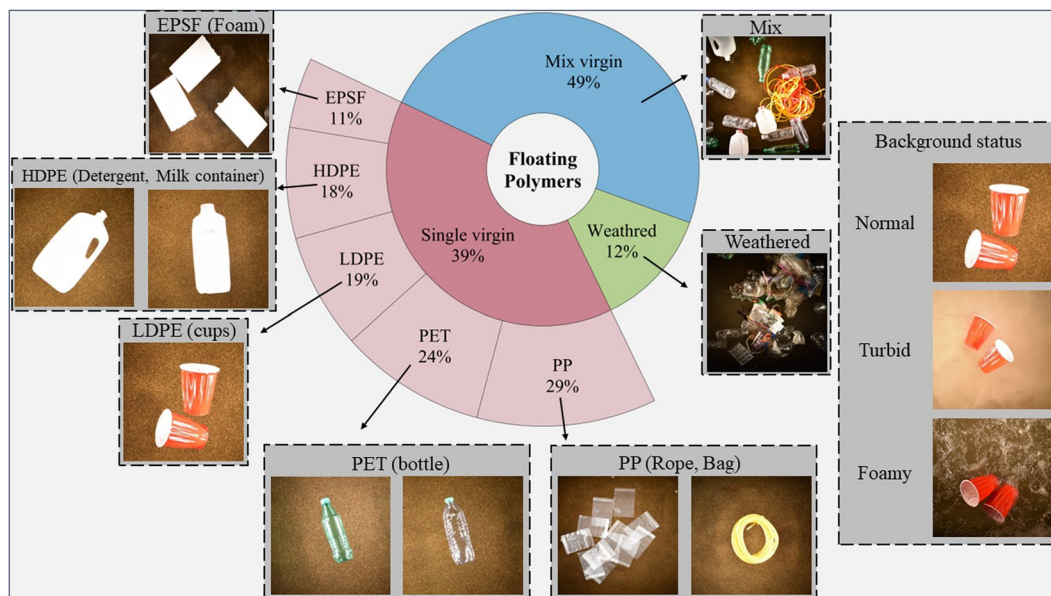 EPSF (Foam)
Mix
Mix virgin
49%
EPSF
11%
Background status
HDPE (Detergent, Milk container)
HDPE
18%
Floating
Polymers
Normal
Single virgin
39%
Weathred
12%
Weathered
LDPE
19%
LDPE (cups)
PET
24%
PP
29%
Turbid
Foamy
PET (bottle)
PP (Rope, Bag)